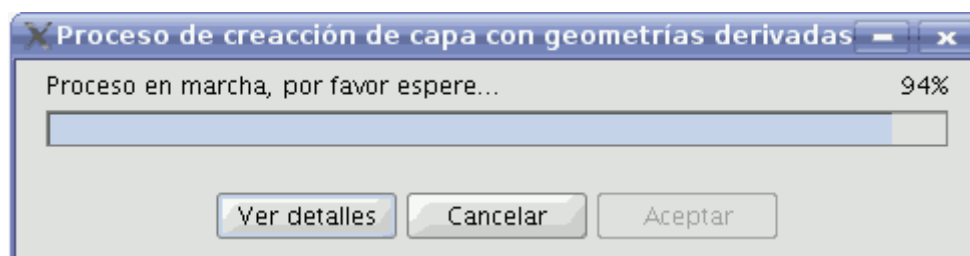 Proceso de creacción de capa con geometrías derivadas
Proceso en marcha, por favor espere... 94%
Ver detalles Cancelar Aceptar